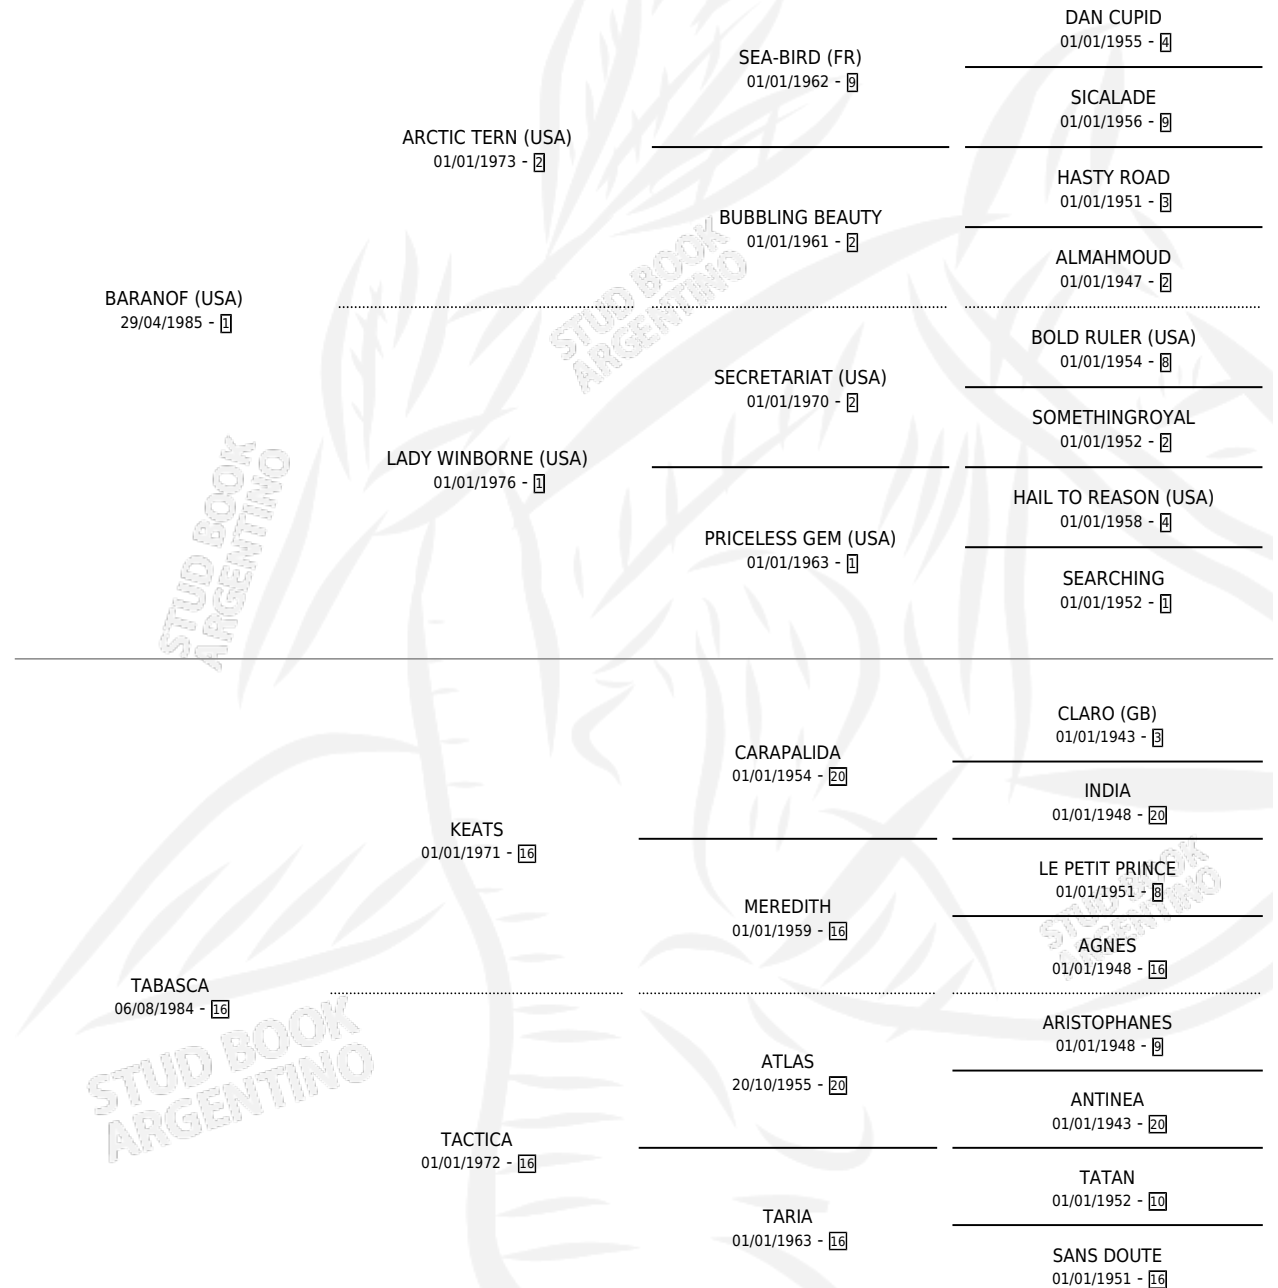 DAN CUPID
01/01/1955 - 4
SEA-BIRD (FR)
01/01/1962 - 9
SICALADE
01/01/1956 - 9
ARCTIC TERN (USA)
01/01/1973 - 2
HASTY ROAD
01/01/1951 - 3
BUBBLING BEAUTY
01/01/1961 - 2
ALMAHMOUD
01/01/1947 - 2
BARANOF (USA)
29/04/1985 - 1
BOLD RULER (USA)
01/01/1954 - 8
SECRETARIAT (USA)
01/01/1970 - 2
SOMETHINGROYAL
01/01/1952 - 2
LADY WINBORNE (USA)
01/01/1976 - 1
HAIL TO REASON (USA)
01/01/1958 - 4
PRICELESS GEM (USA)
01/01/1963 - 1
SEARCHING
01/01/1952 - 1
CLARO (GB)
01/01/1943 - 3
CARAPALIDA
01/01/1954 - 20
INDIA
01/01/1948 - 20
KEATS
01/01/1971 - 16
LE PETIT PRINCE
01/01/1951 - 8
MEREDITH
01/01/1959 - 16
AGNES
01/01/1948 - 16
TABASCA
06/08/1984 - 16
ARISTOPHANES
01/01/1948 - 9
ATLAS
20/10/1955 - 20
ANTINEA
01/01/1943 - 20
TACTICA
01/01/1972 - 16
TATAN
01/01/1952 - 10
TARIA
01/01/1963 - 16
SANS DOUTE
01/01/1951 - 16
STUD BOOK
ARGENTINO
STUD BOOK
ARGENTINO
STUD BOOK
ARGENTINO
STUD BOOK
ARGENTINO